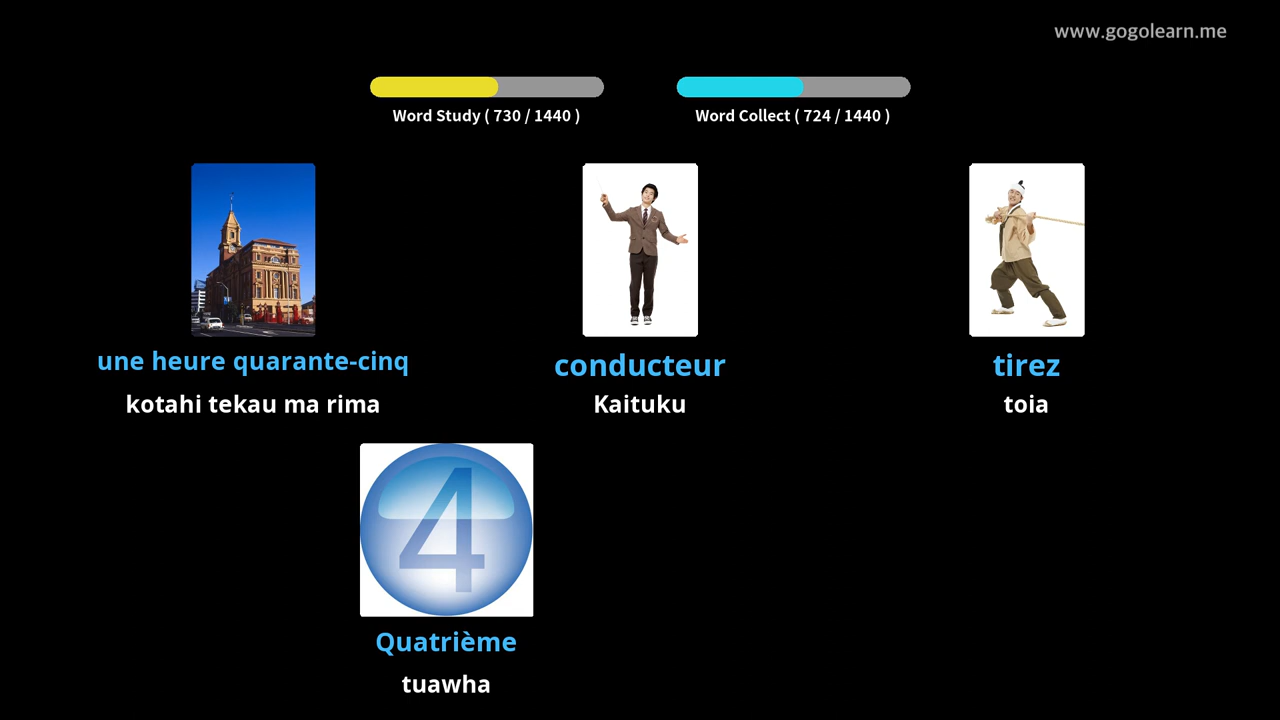 www.gogolearn.me
Word Study ( 730 / 1440 )
Word Collect ( 724 / 1440 )
une heure quarante-cinq
kotahi tekau ma rima
conducteur
Kaituku
tirez
toia
4
Quatrième
tuawha